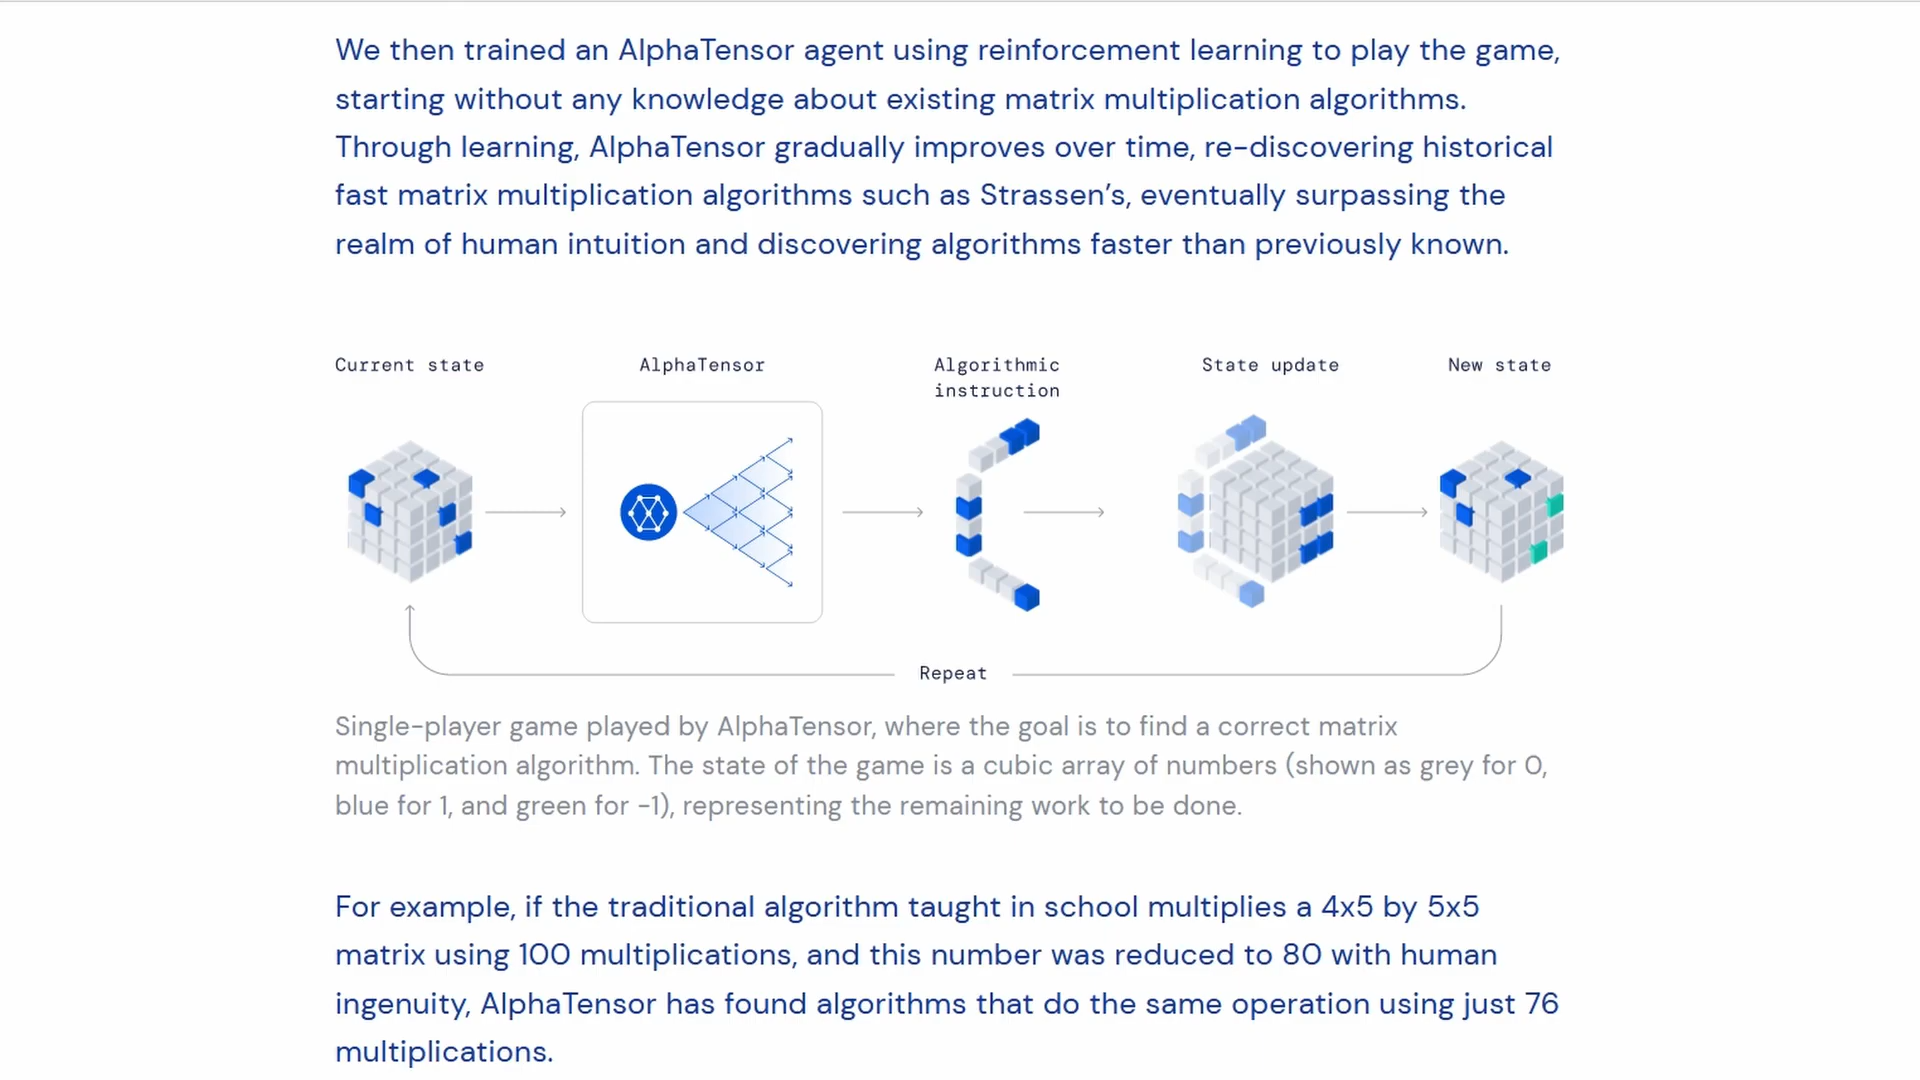 We then trained an AlphaTensor agent using reinforcement learning to play the game,
starting without any knowledge about existing matrix multiplication algorithms.
Through learning, AlphaTensor gradually improves over time, re-discovering historical
fast matrix multiplication algorithms such as Strassen’s, eventually surpassing the
realm of human intuition and discovering algorithms faster than previously known.
Current state
AlphaTensor
Algorithmic
instruction
State update
New state
Repeat
Single-player game played by AlphaTensor, where the goal is to find a correct matrix
multiplication algorithm. The state of the game is a cubic array of numbers (shown as grey for 0,
blue for 1, and green for -1), representing the remaining work to be done.
For example, if the traditional algorithm taught in school multiplies a 4x5 by 5x5
matrix using 100 multiplications, and this number was reduced to 80 with human
ingenuity, AlphaTensor has found algorithms that do the same operation using just 76
multiplications.